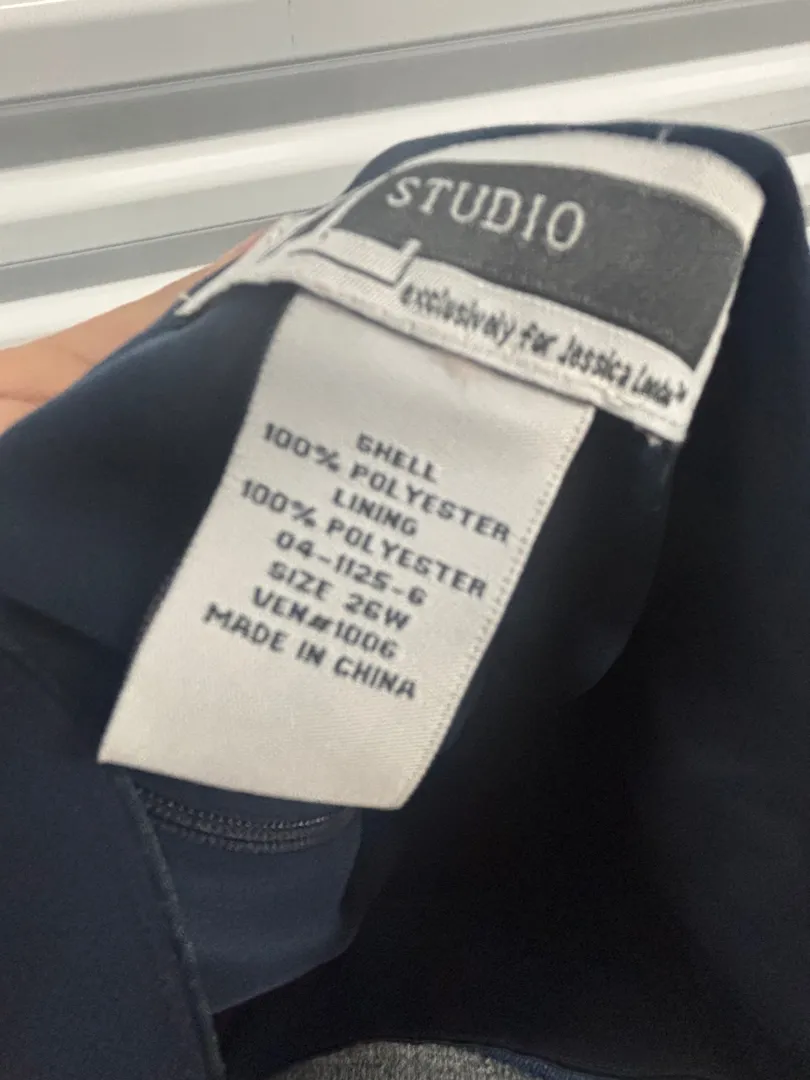 STUDIO
exclusively for Jessica London™
SHELL
100% POLYESTER
LINING
100% POLYESTER
04-1125-6
SIZE 26W
VEN#1006
MADE IN CHINA